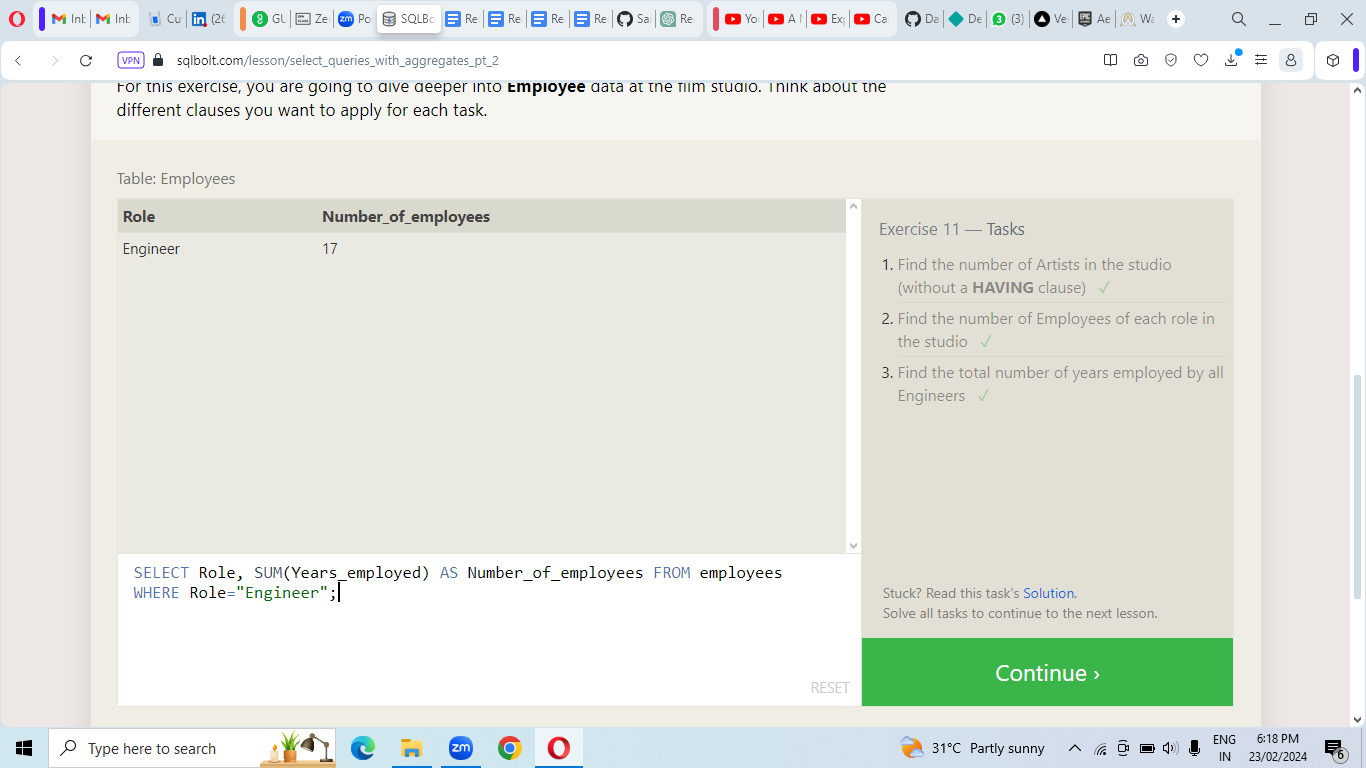 Inb
Inb
Cu
(26
GU
Ze
Po
SQLBo
Re
Re
Re
Re
Sa
Re
Yo
A
Ex
Ca
Da
De
(3)
Ve
Ae
Wa
VPN
sqlbolt.com/lesson/select_queries_with_aggregates_pt_2
For this exercise, you are going to dive deeper into Employee data at the film studio. Think about the
different clauses you want to apply for each task.
Table: Employees
Role Number_of_employees
Engineer 17
Exercise 11 — Tasks
1. Find the number of Artists in the studio
(without a HAVING clause) ✓
2. Find the number of Employees of each role in
the studio ✓
3. Find the total number of years employed by all
Engineers ✓
SELECT Role, SUM(Years_employed) AS Number_of_employees FROM employees
WHERE Role="Engineer";
RESET
Stuck? Read this task's Solution.
Solve all tasks to continue to the next lesson.
Continue ›
Type here to search
zm
31°C Partly sunny
ENG
IN
6:18 PM
23/02/2024
6